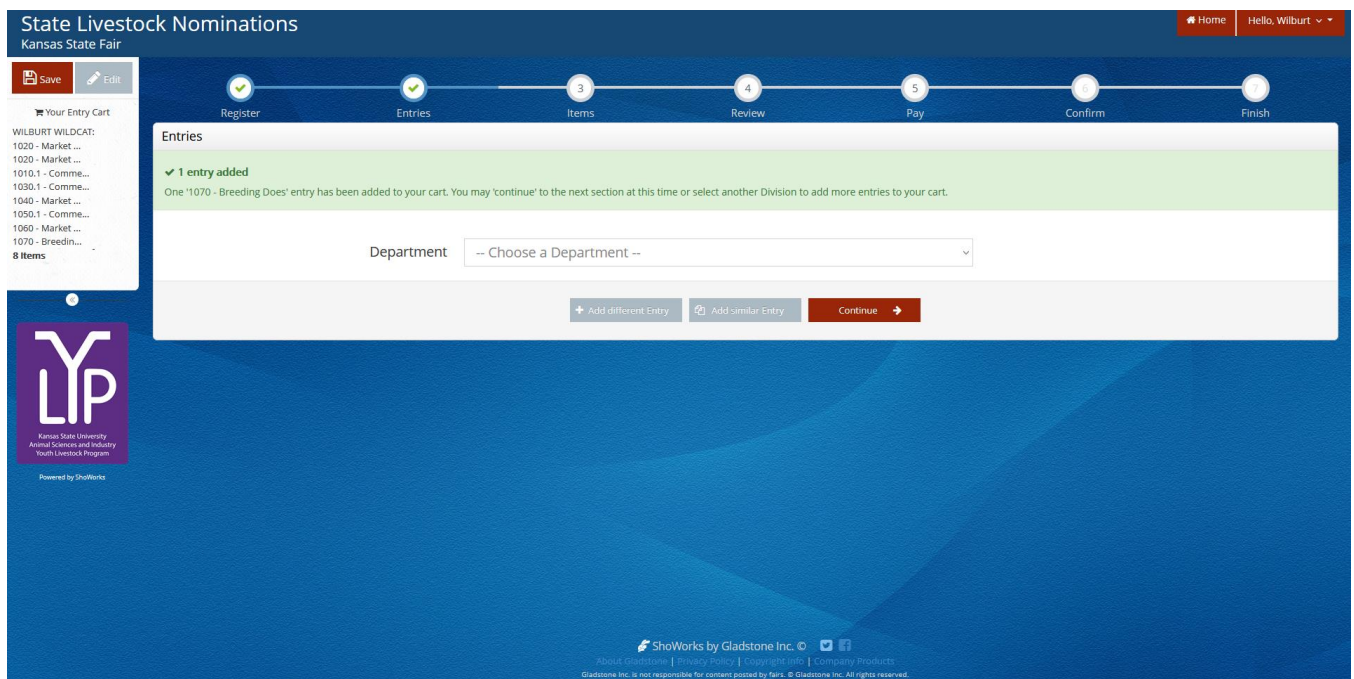 State Livestock Nominations
Kansas State Fair
Home
Hello, Wilburt
Save
Edit
Your Entry Cart
WILBURT WILDCAT:
1020 - Market ...
1020 - Market ...
1010.1 - Comme...
1030.1 - Comme...
1040 - Market ...
1050.1 - Comme...
1060 - Market ...
1070 - Breedin...
8 Items
3
4
5
6
7
Register
Entries
Items
Review
Pay
Confirm
Finish
Entries
1 entry added
One '1070 - Breeding Does' entry has been added to your cart. You may 'continue' to the next section at this time or select another Division to add more entries to your cart.
Department
-- Choose a Department --
+ Add different Entry
Add similar Entry
Continue
YLP
Kansas State University
Animal Sciences and Industry
Youth Livestock Program
Powered by ShoWorks
ShoWorks by Gladstone Inc. ©
About Gladstone | Privacy Policy | Copyright Info | Company Products
Gladstone Inc. is not responsible for content posted by fairs. © Gladstone Inc. All rights reserved.